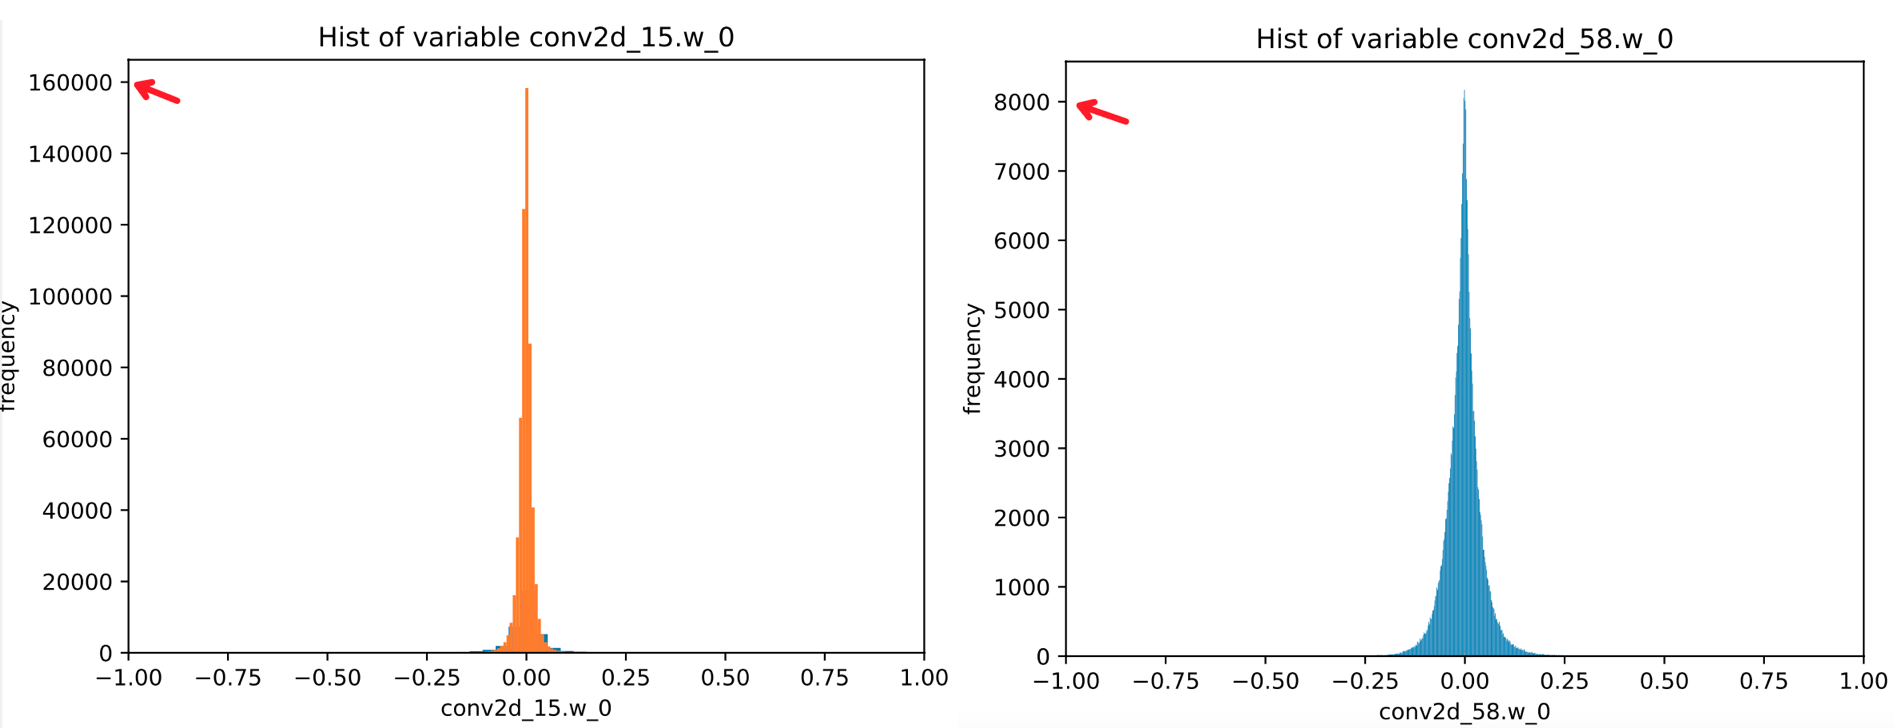 Hist of variable conv2d_15.w_0
160000
140000
120000
100000
80000
60000
40000
20000
0
frequency
−1.00 −0.75 −0.50 −0.25 0.00 0.25 0.50 0.75 1.00
conv2d_15.w_0
Hist of variable conv2d_58.w_0
8000
7000
6000
5000
4000
3000
2000
1000
0
frequency
−1.00 −0.75 −0.50 −0.25 0.00 0.25 0.50 0.75 1.00
conv2d_58.w_0